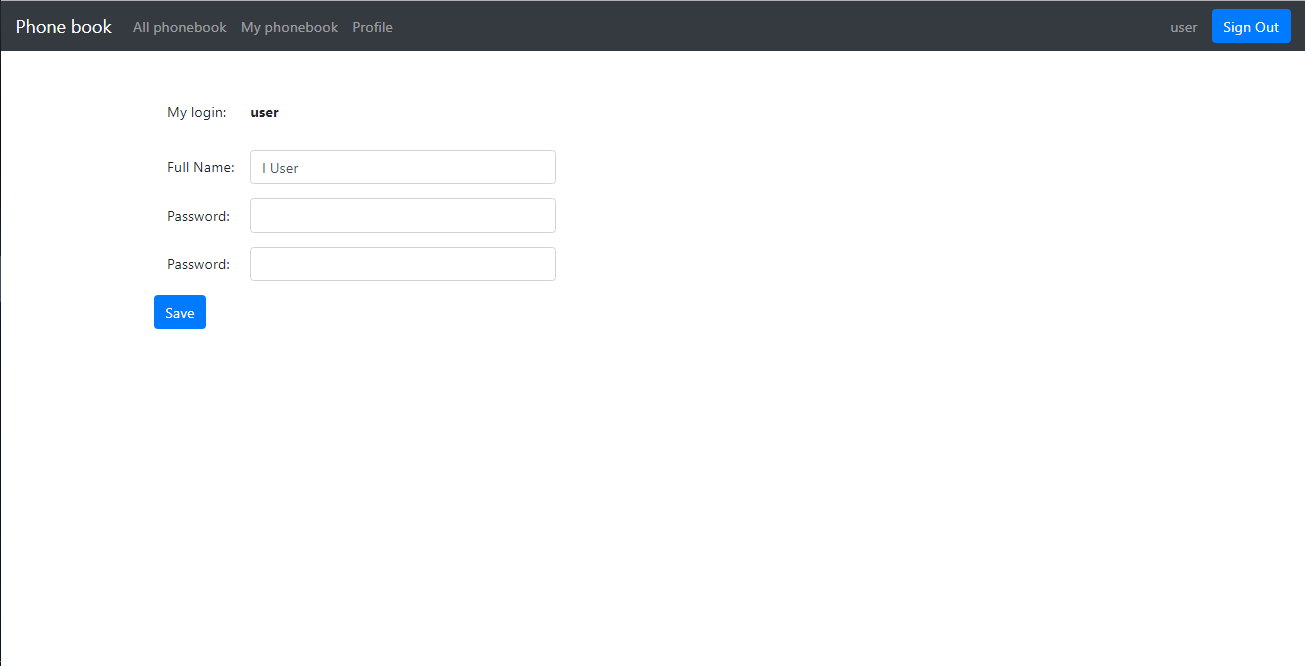 Phone book All phonebook My phonebook Profile user Sign Out
My login: user
Full Name: I User
Password:
Password:
Save